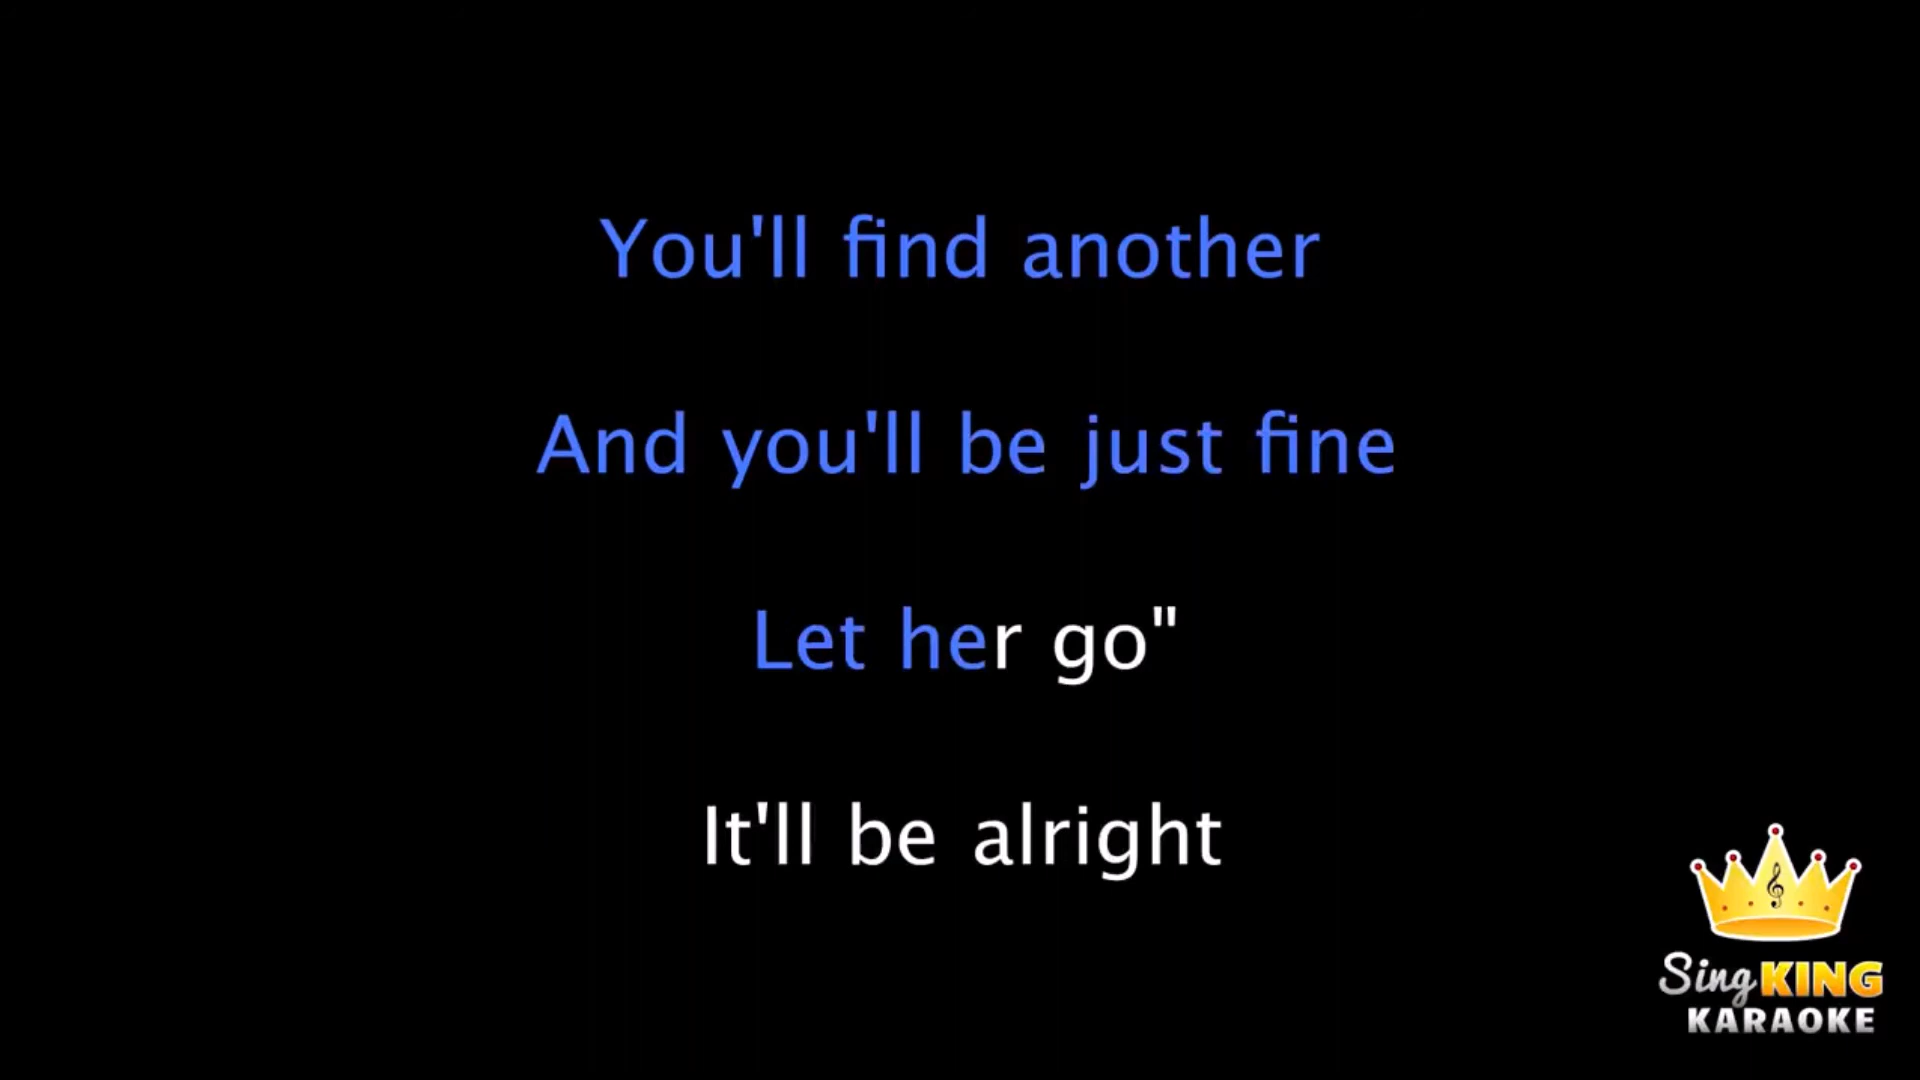 You'll find another
And you'll be just fine
Let her go"
It'll be alright
Sing KING
KARAOKE